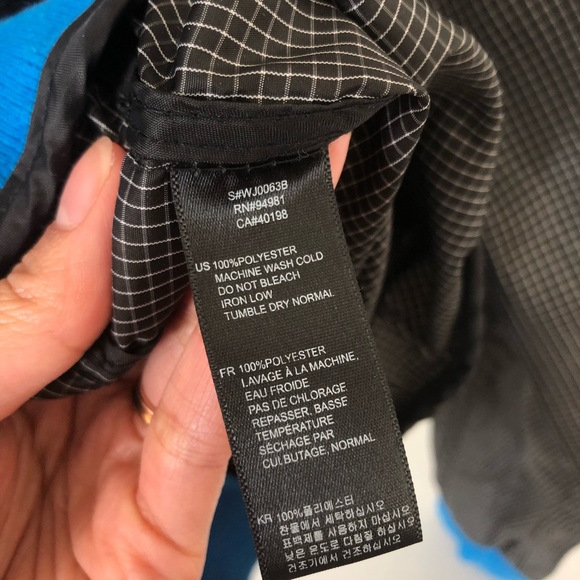 S#WJ0063B
RN#94981
CA#40198
US 100%POLYESTER
MACHINE WASH COLD
DO NOT BLEACH
IRON LOW
TUMBLE DRY NORMAL
FR 100%POLYESTER
LAVAGE À LA MACHINE,
EAU FROIDE
PAS DE CHLORAGE,
REPASSER, BASSE
TEMPÉRATURE
SÉCHAGE PAR
CULBUTAGE, NORMAL
KR 100%폴리에스터
찬물에서 세탁하십시오
표백제를 사용하지 마십시오
낮은 온도로 다림질 하십시오
건조기에서 건조하십시오